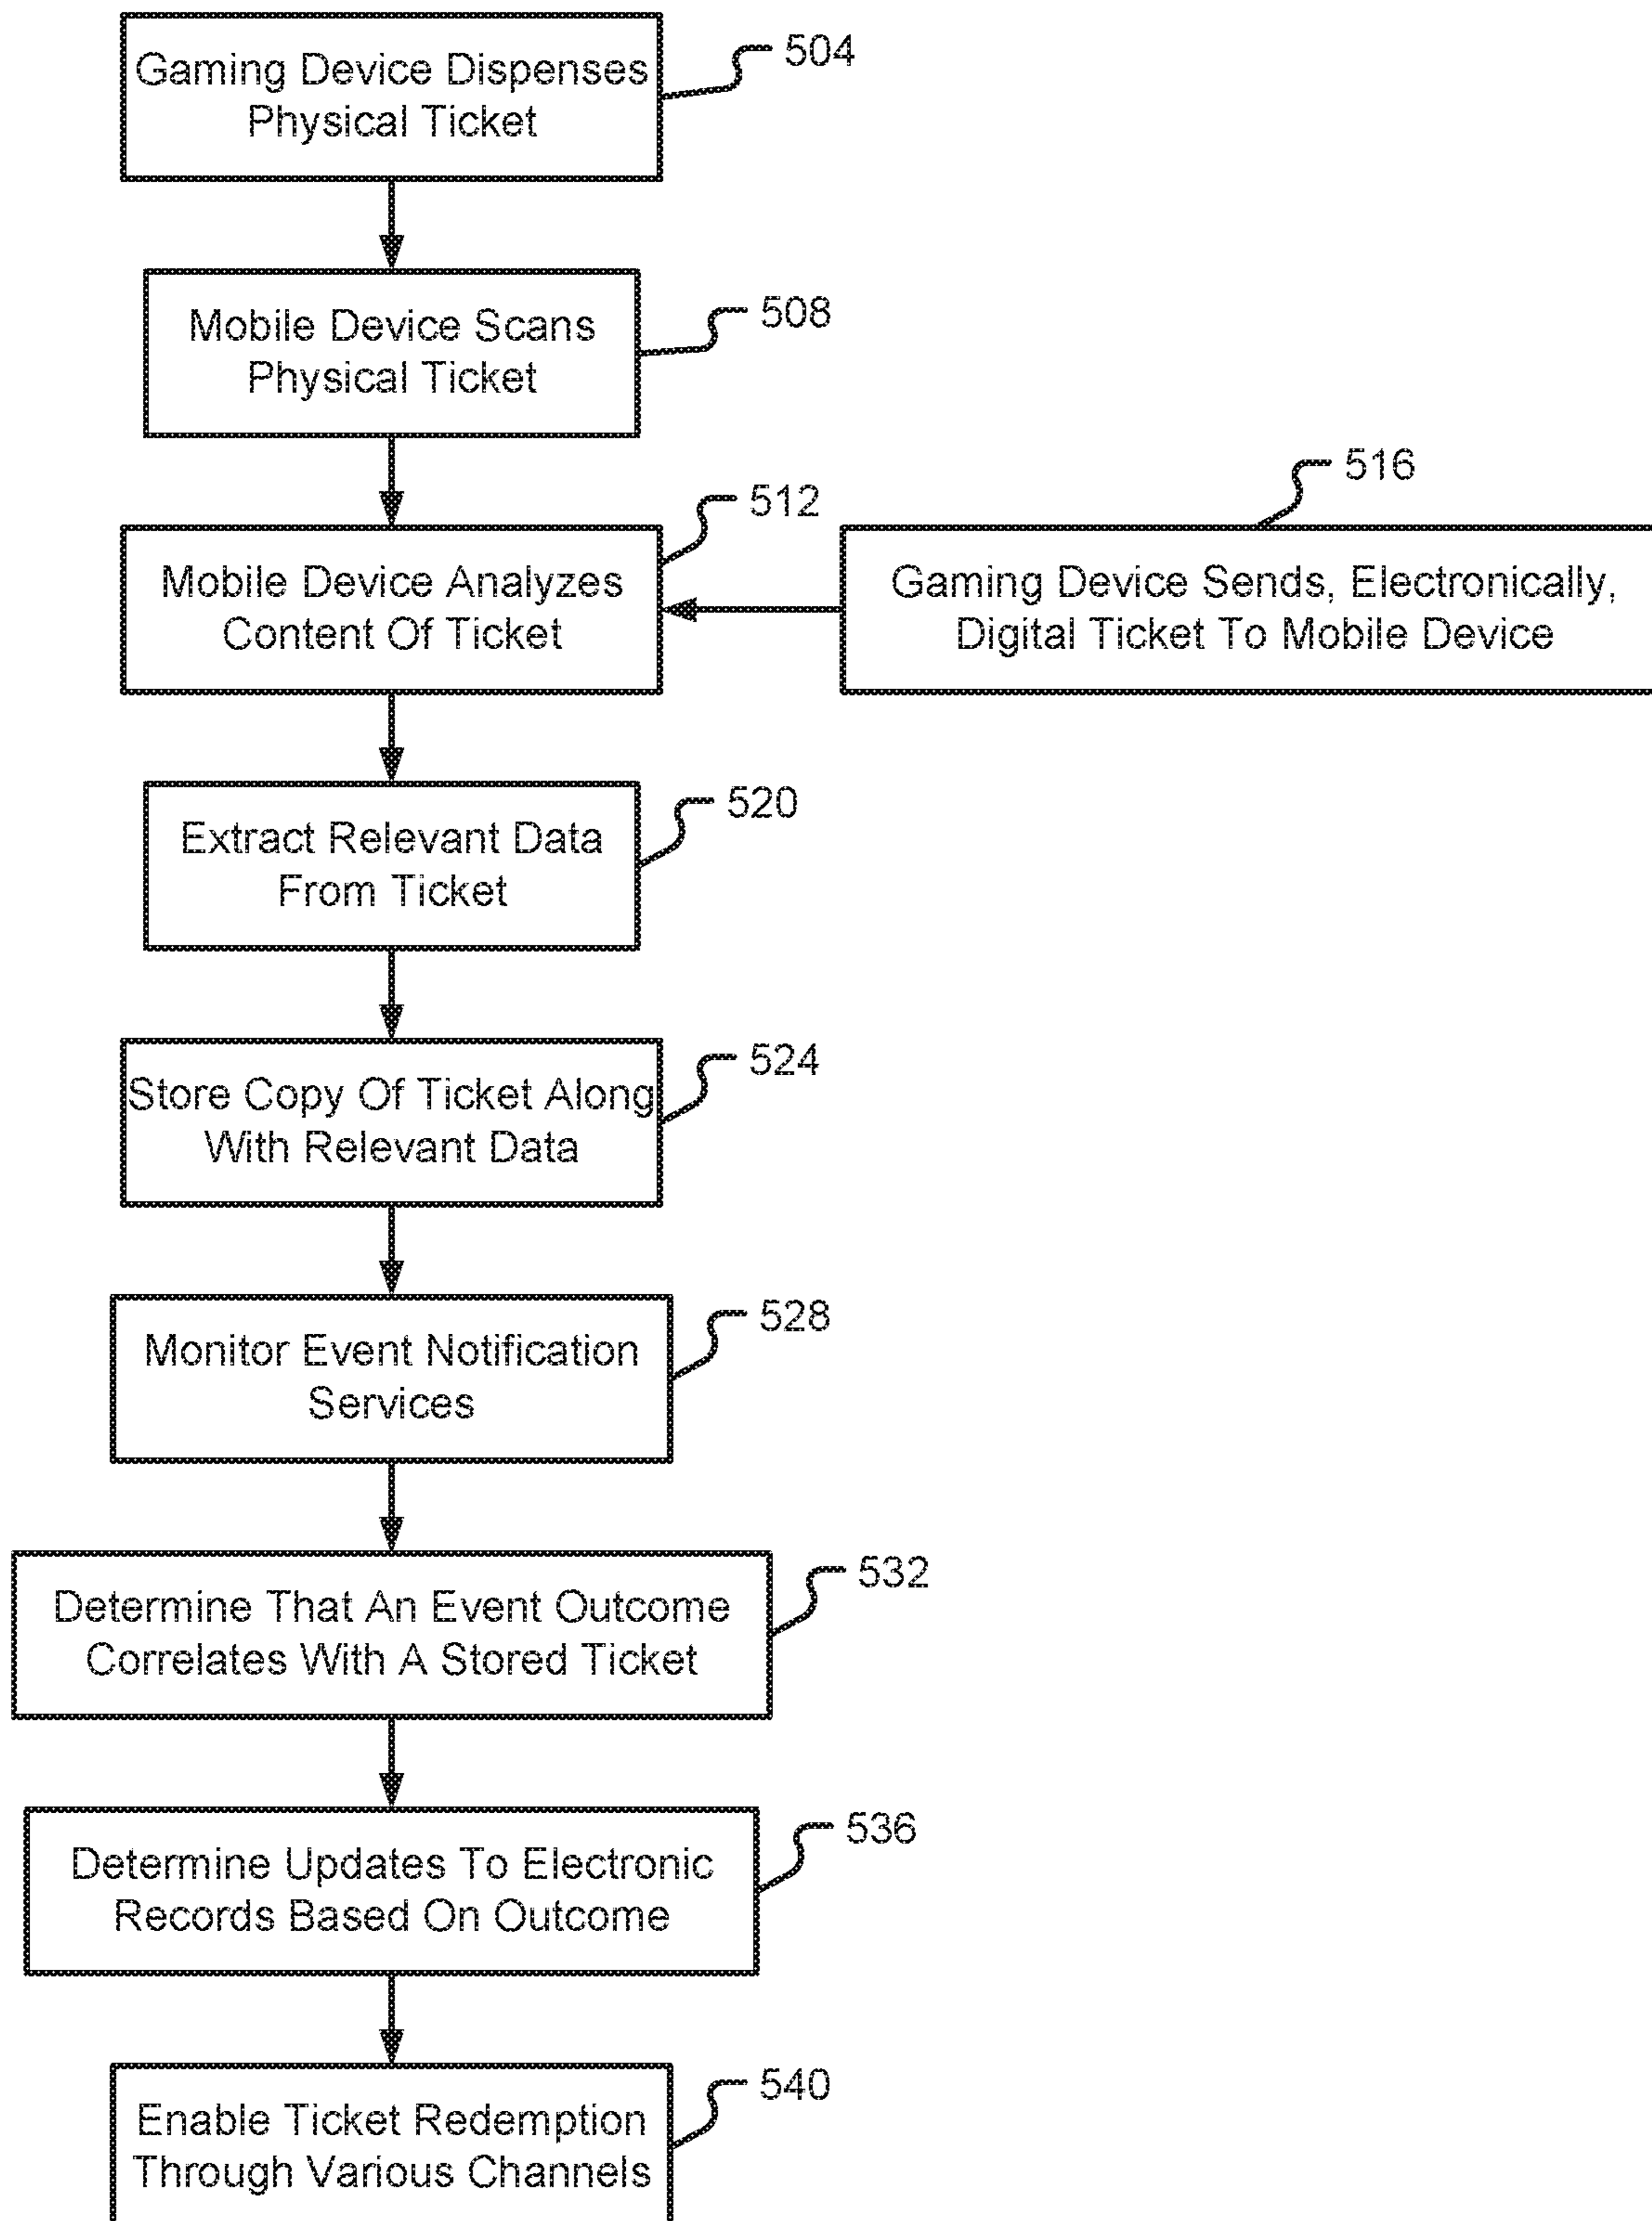 Gaming Device Dispenses
Physical Ticket
504
Mobile Device Scans
Physical Ticket
508
Mobile Device Analyzes
Content Of Ticket
512
Gaming Device Sends, Electronically,
Digital Ticket To Mobile Device
516
Extract Relevant Data
From Ticket
520
Store Copy Of Ticket Along
With Relevant Data
524
Monitor Event Notification
Services
528
Determine That An Event Outcome
Correlates With A Stored Ticket
532
Determine Updates To Electronic
Records Based On Outcome
536
Enable Ticket Redemption
Through Various Channels
540